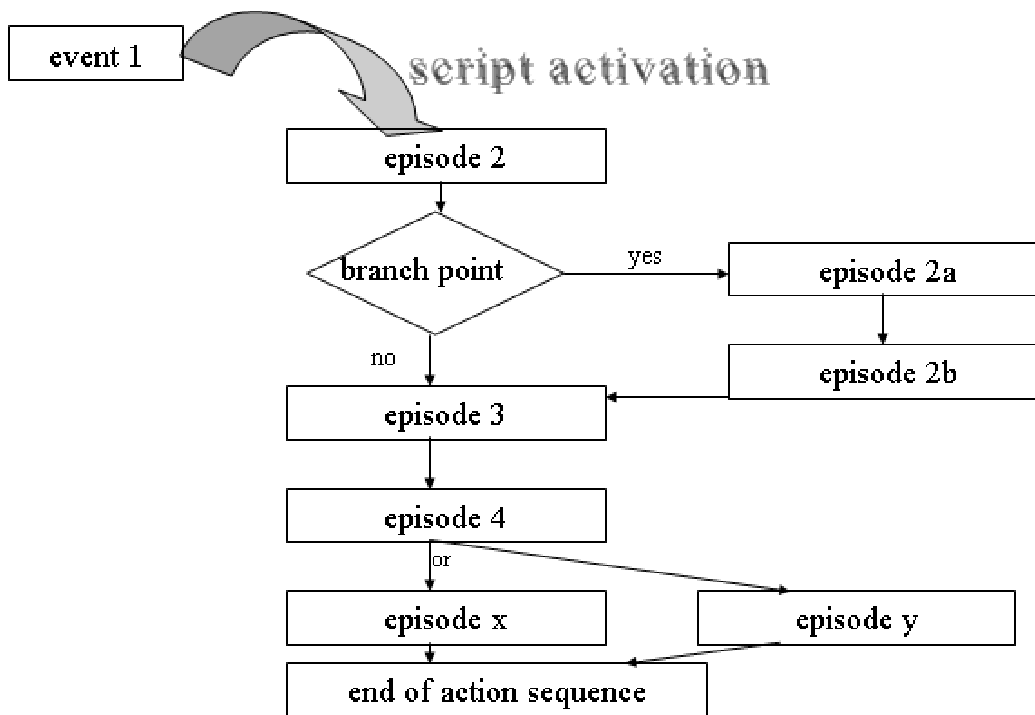 event 1
script activation
episode 2
branch point
yes
episode 2a
no
episode 2b
episode 3
episode 4
or
episode x
episode y
end of action sequence